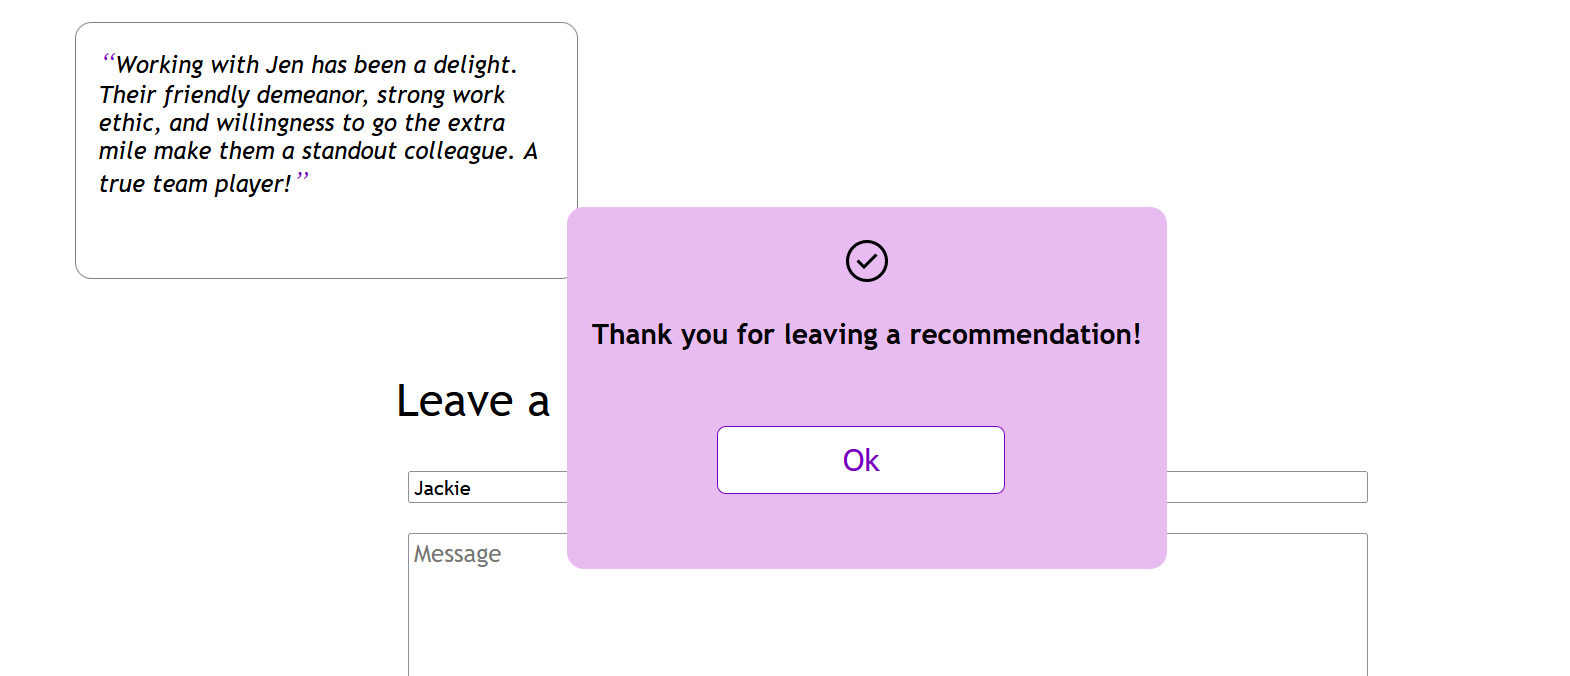 “Working with Jen has been a delight.
Their friendly demeanor, strong work
ethic, and willingness to go the extra
mile make them a standout colleague. A
true team player!”
Thank you for leaving a recommendation!
Leave a
Ok
Jackie
Message